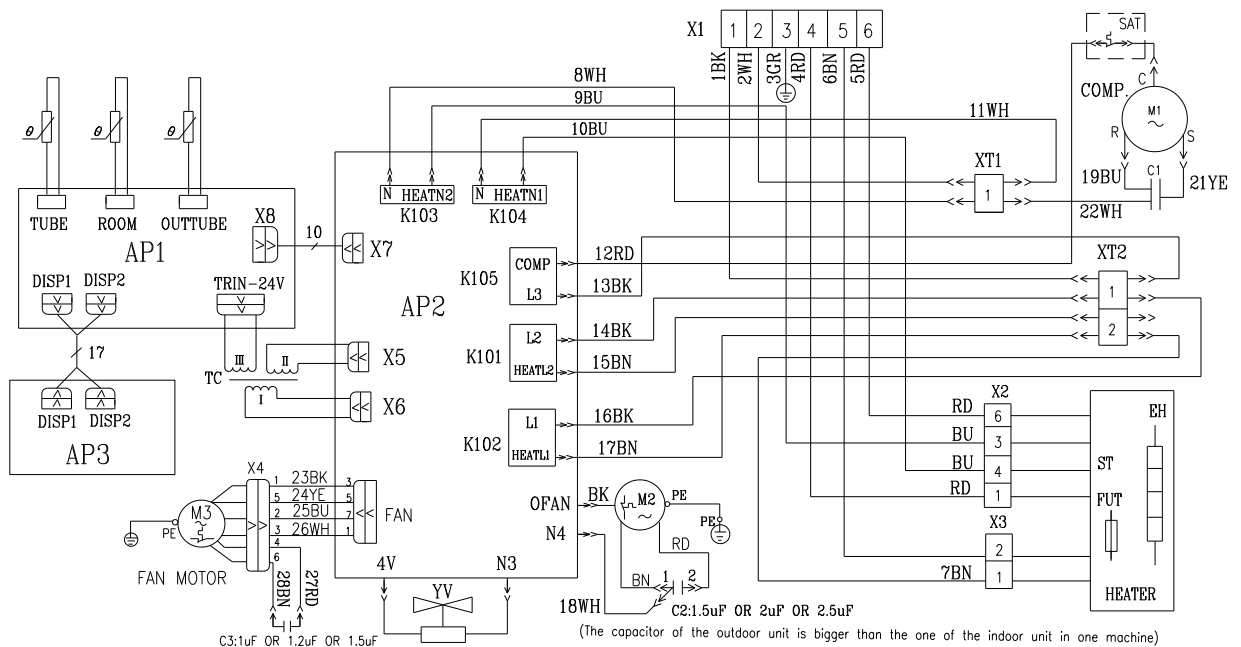 X1
1 2 3 4 5 6
1BK
2WH
3GR
4RD
6BN
5RD
SAT
C
COMP.
M1
~
R
S
19BU
C1
21YE
22WH
8WH
9BU
10BU
11WH
XT1
1
θ
θ
θ
TUBE
ROOM
OUTTUBE
AP1
X8
10
X7
N HEATN2
K103
N HEATN1
K104
COMP
L3
K105
12RD
13BK
XT2
1
2
DISP1
DISP2
TRIN-24V
AP2
L2
HEATL2
K101
14BK
15BN
17
TC
III
II
I
X5
X6
L1
HEATL1
K102
16BK
17BN
DISP1
DISP2
AP3
X2
RD
6
BU
3
BU
4
RD
1
EH
ST
FUT
X3
2
7BN
1
HEATER
X4
1 23BK 3
5 24YE 5
2 25BU 7
3 26WH 1
4
6
FAN
M3
~
PE
FAN MOTOR
28BN
27RD
C3:1uF OR 1.2uF OR 1.5uF
4V
N3
YV
OFAN
N4
BK
M2
~
PE
PE
RD
BN
1
2
18WH
C2:1.5uF OR 2uF OR 2.5uF
(The capacitor of the outdoor unit is bigger than the one of the indoor unit in one machine)